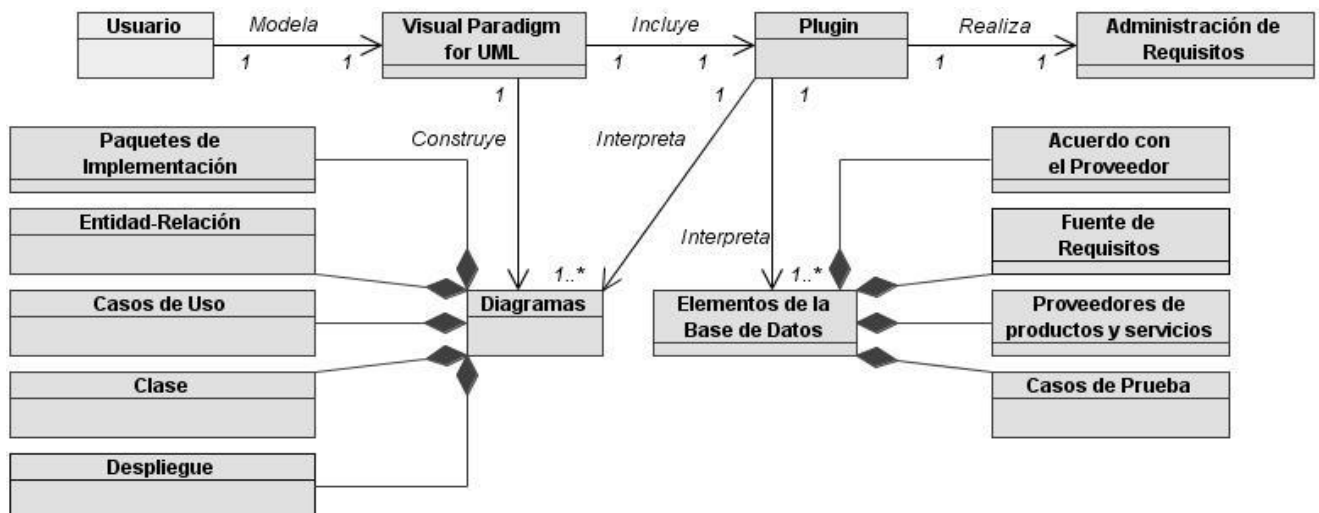 Usuario
Modela
1
1
Visual Paradigm
for UML
Incluye
1
1
Plugin
Realiza
1
1
Administración de
Requisitos
1
1
1
Construye
Interpreta
Interpreta
1..*
1..*
Paquetes de
Implementación
Entidad-Relación
Casos de Uso
Clase
Despliegue
Diagramas
Elementos de la
Base de Datos
Acuerdo con
el Proveedor
Fuente de
Requisitos
Proveedores de
productos y servicios
Casos de Prueba